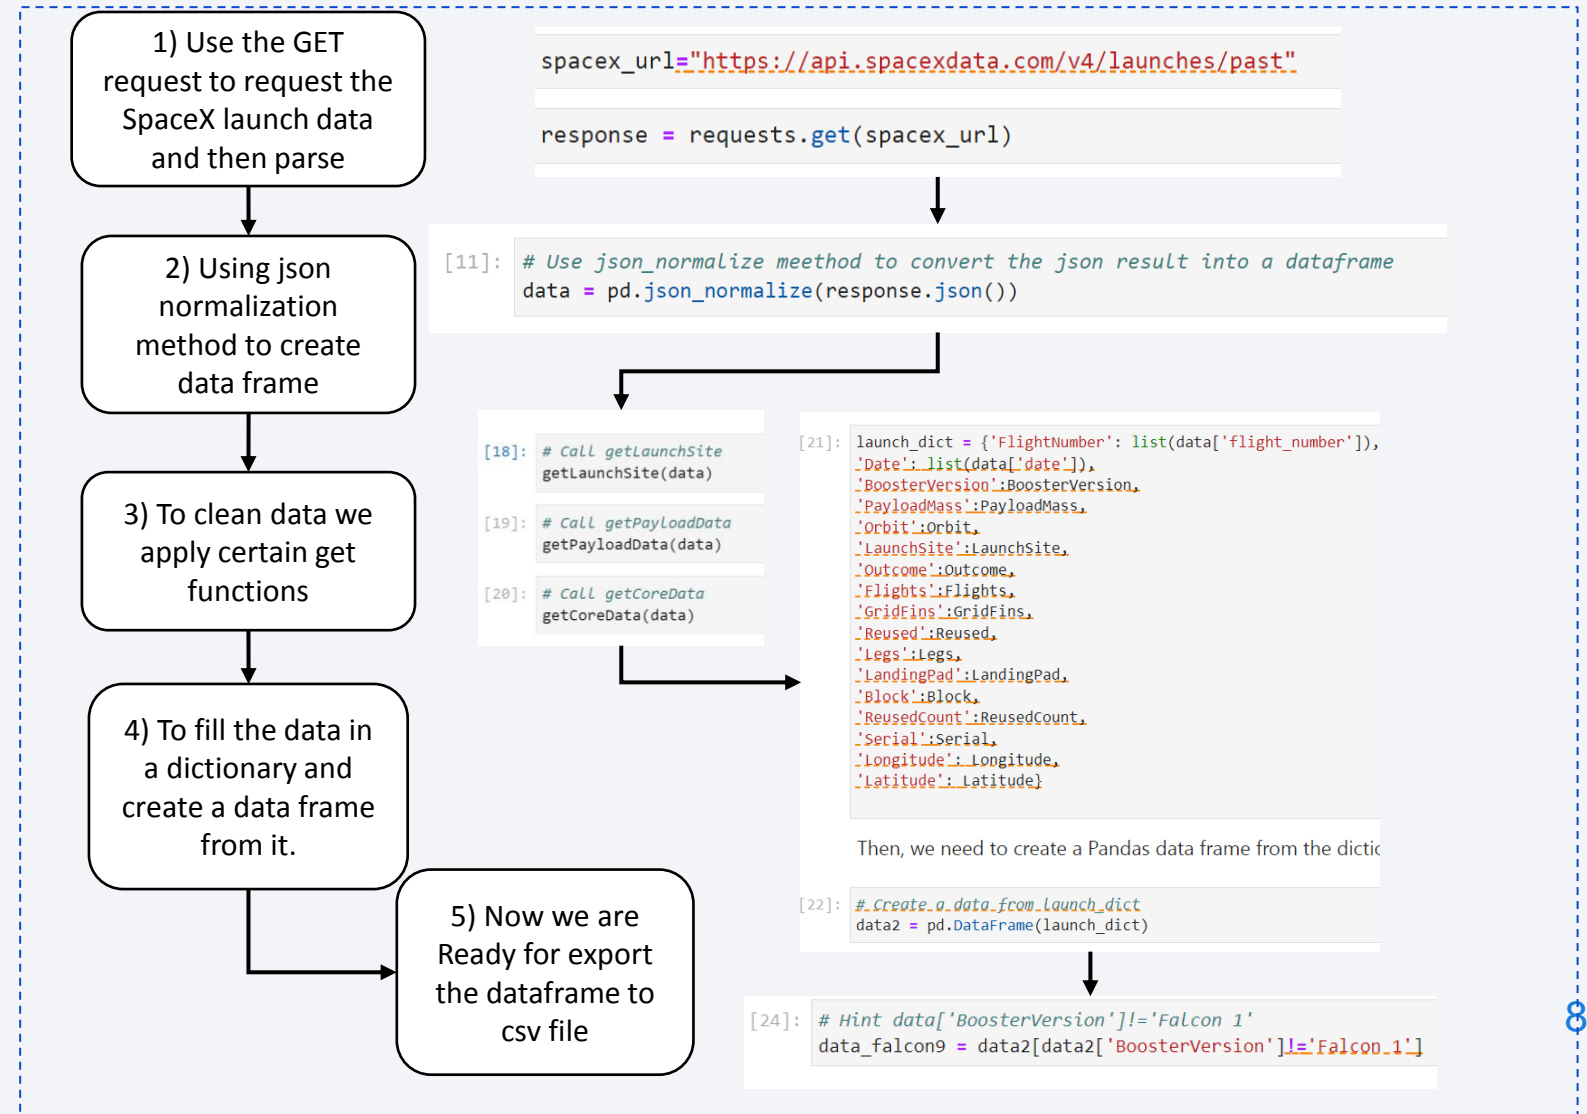 1) Use the GET
request to request the
SpaceX launch data
and then parse
2) Using json
normalization
method to create
data frame
3) To clean data we
apply certain get
functions
4) To fill the data in
a dictionary and
create a data frame
from it.
5) Now we are
Ready for export
the dataframe to
csv file
spacex_url="https://api.spacexdata.com/v4/launches/past"
response = requests.get(spacex_url)
[11]: # Use json_normalize meethod to convert the json result into a dataframe
data = pd.json_normalize(response.json())
[18]: # Call getLaunchSite
getLaunchSite(data)
[19]: # Call getPayloadData
getPayloadData(data)
[20]: # Call getCoreData
getCoreData(data)
[21]: launch_dict = {'FlightNumber': list(data['flight_number']),
'Date': list(data['date']),
'BoosterVersion':BoosterVersion,
'PayloadMass':PayloadMass,
'Orbit':Orbit,
'LaunchSite':LaunchSite,
'Outcome':Outcome,
'Flights':Flights,
'GridFins':GridFins,
'Reused':Reused,
'Legs':Legs,
'LandingPad':LandingPad,
'Block':Block,
'ReusedCount':ReusedCount,
'Serial':Serial,
'Longitude': Longitude,
'Latitude': Latitude}
Then, we need to create a Pandas data frame from the dictio
[22]: # Create a data from launch_dict
data2 = pd.DataFrame(launch_dict)
[24]: # Hint data['BoosterVersion']!='Falcon 1'
data_falcon9 = data2[data2['BoosterVersion']!='Falcon 1']
8